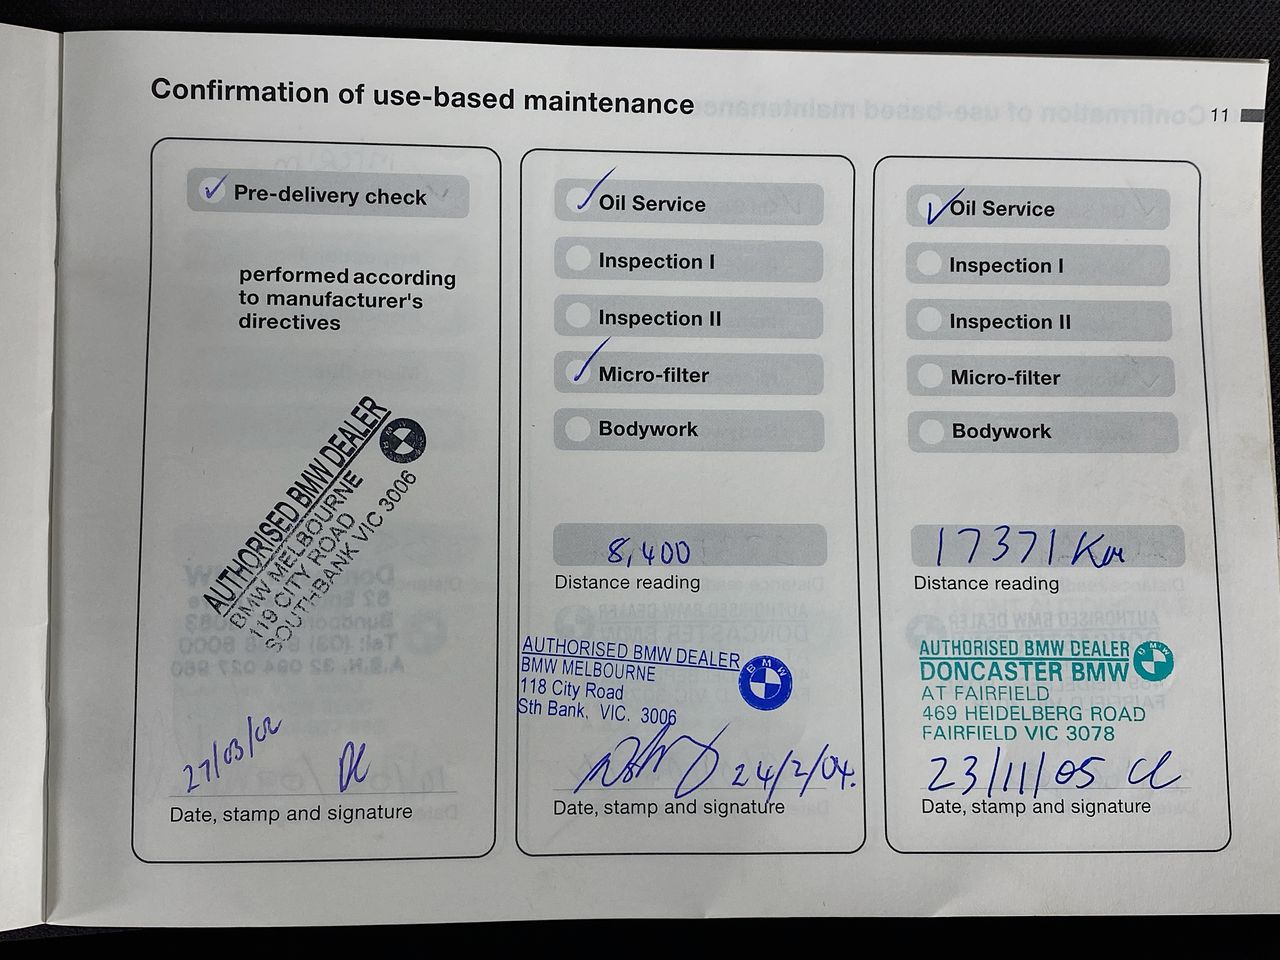 Confirmation of use-based maintenance
11
Pre-delivery check
performed according
to manufacturer's
directives
AUTHORISED BMW DEALER
BMW MELBOURNE
119 CITY ROAD
SOUTHBANK VIC 3006
27/03/02
Date, stamp and signature
Oil Service
Inspection I
Inspection II
Micro-filter
Bodywork
8,400
Distance reading
AUTHORISED BMW DEALER
BMW MELBOURNE
118 City Road
Sth Bank, VIC. 3006
BMW
24/2/04.
Date, stamp and signature
Oil Service
Inspection I
Inspection II
Micro-filter
Bodywork
17371 Km
Distance reading
AUTHORISED BMW DEALER
DONCASTER BMW
AT FAIRFIELD
469 HEIDELBERG ROAD
FAIRFIELD VIC 3078
23/11/05
Date, stamp and signature